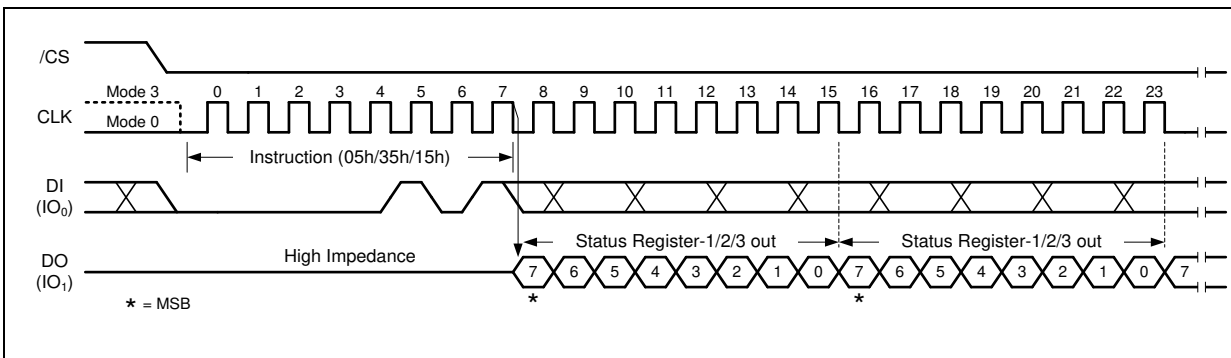 /CS
Mode 3 0 1 2 3 4 5 6 7 8 9 10 11 12 13 14 15 16 17 18 19 20 21 22 23
CLK
Mode 0
Instruction (05h/35h/15h)
DI
(IO₀)
Status Register-1/2/3 out Status Register-1/2/3 out
High Impedance
DO
(IO₁)
7 6 5 4 3 2 1 0 7 6 5 4 3 2 1 0 7
* *
* = MSB